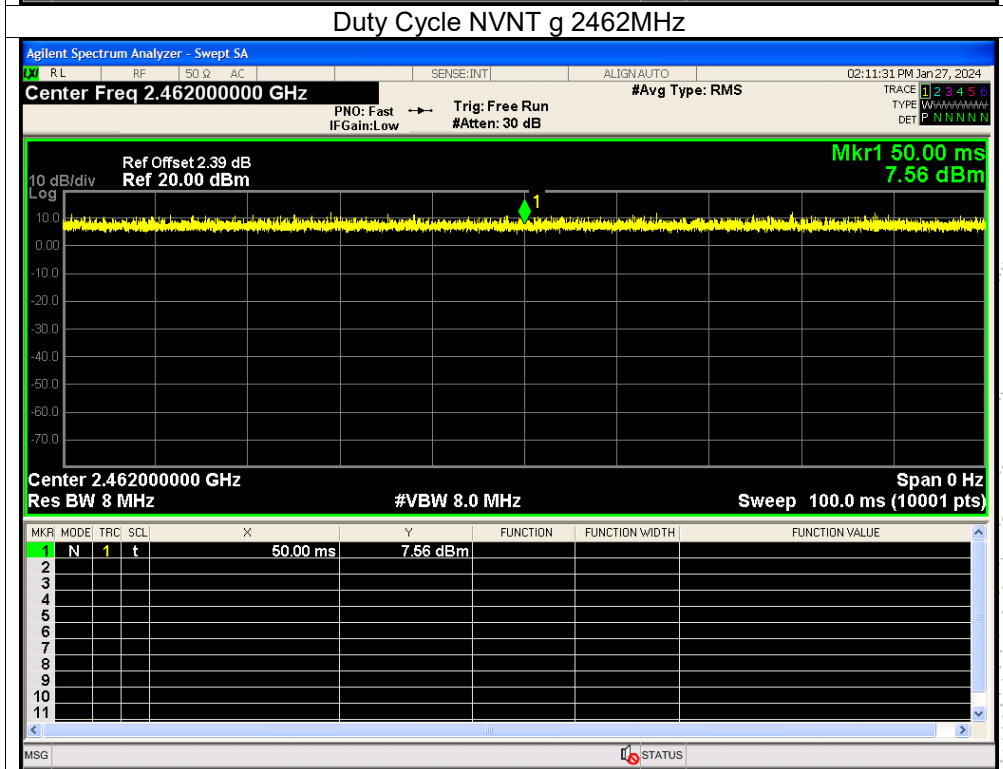 Duty Cycle NVNT g 2462MHz
Agilent Spectrum Analyzer - Swept SA
LXI RL RF 50 Ω AC SENSE:INT ALIGN AUTO 02:11:31 PM Jan 27, 2024
Center Freq 2.462000000 GHz #Avg Type: RMS TRACE 1 2 3 4 5 6
PNO: Fast Trig: Free Run TYPE WWWWWW
IFGain:Low #Atten: 30 dB DET P N N N N N
Mkr1 50.00 ms
Ref Offset 2.39 dB
10 dB/div Ref 20.00 dBm 7.56 dBm
Log
1
10.0
0.00
-10.0
-20.0
-30.0
-40.0
-50.0
-60.0
-70.0
Center 2.462000000 GHz Span 0 Hz
Res BW 8 MHz #VBW 8.0 MHz Sweep 100.0 ms (10001 pts)
MKR MODE TRC SCL X Y FUNCTION FUNCTION WIDTH FUNCTION VALUE
1 N 1 t 50.00 ms 7.56 dBm
2
3
4
5
6
7
8
9
10
11
MSG STATUS